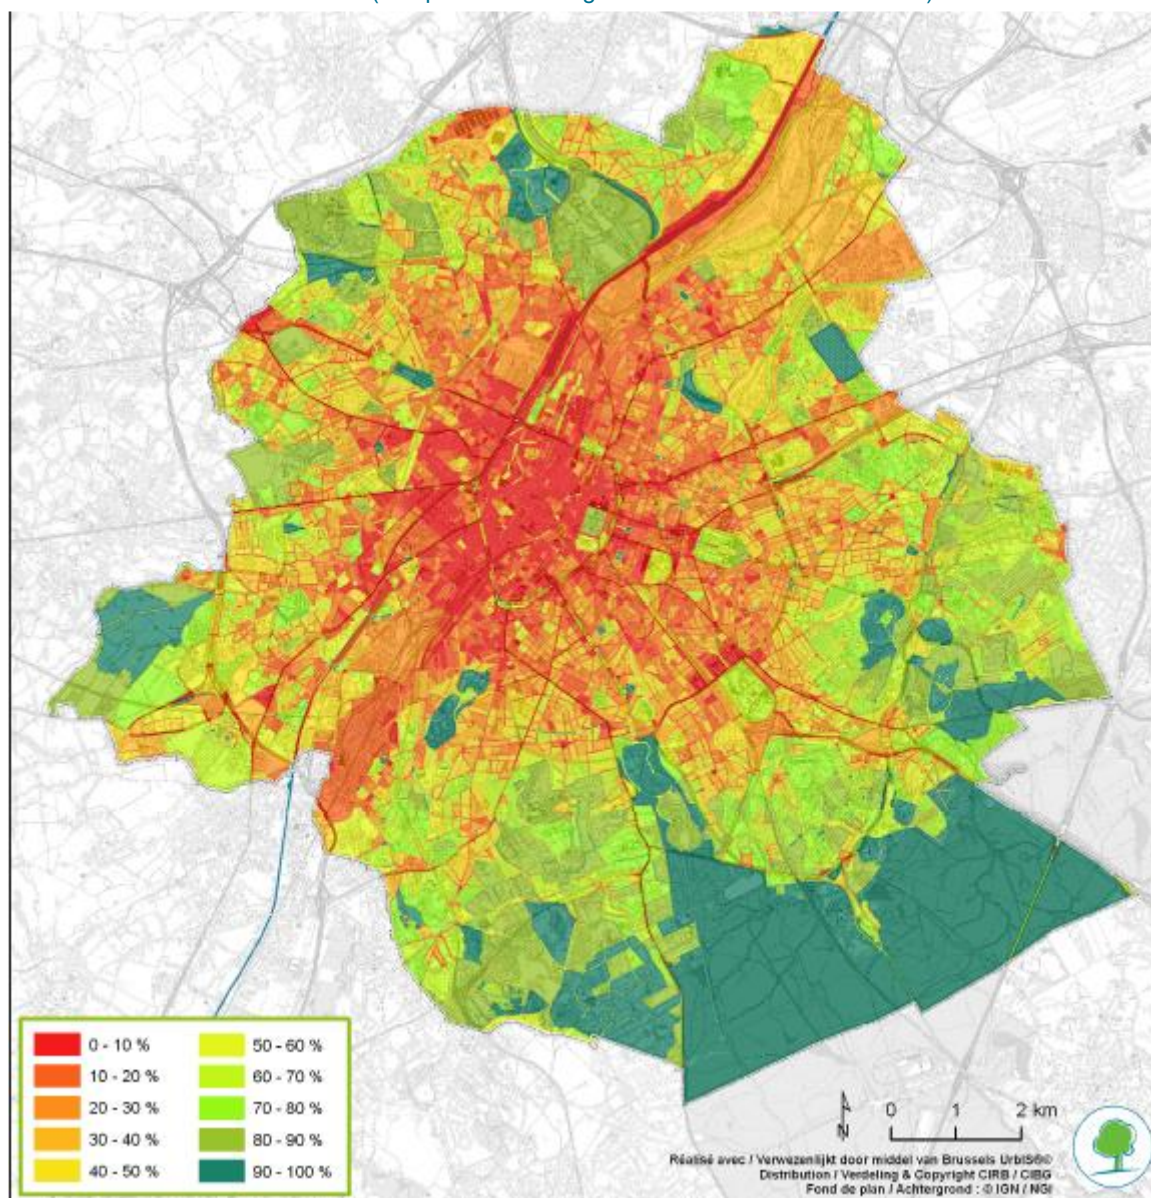 0 - 10 %
10 - 20 %
20 - 30 %
30 - 40 %
40 - 50 %
50 - 60 %
60 - 70 %
70 - 80 %
80 - 90 %
90 - 100 %
N
0 1 2 km
Réalisé avec / Verwezenlijkt door middel van Brussels UrbIS®©
Distribution / Verdeling & Copyright CIRB / CIBG
Fond de plan / Achtergrond : © IGN / NGI